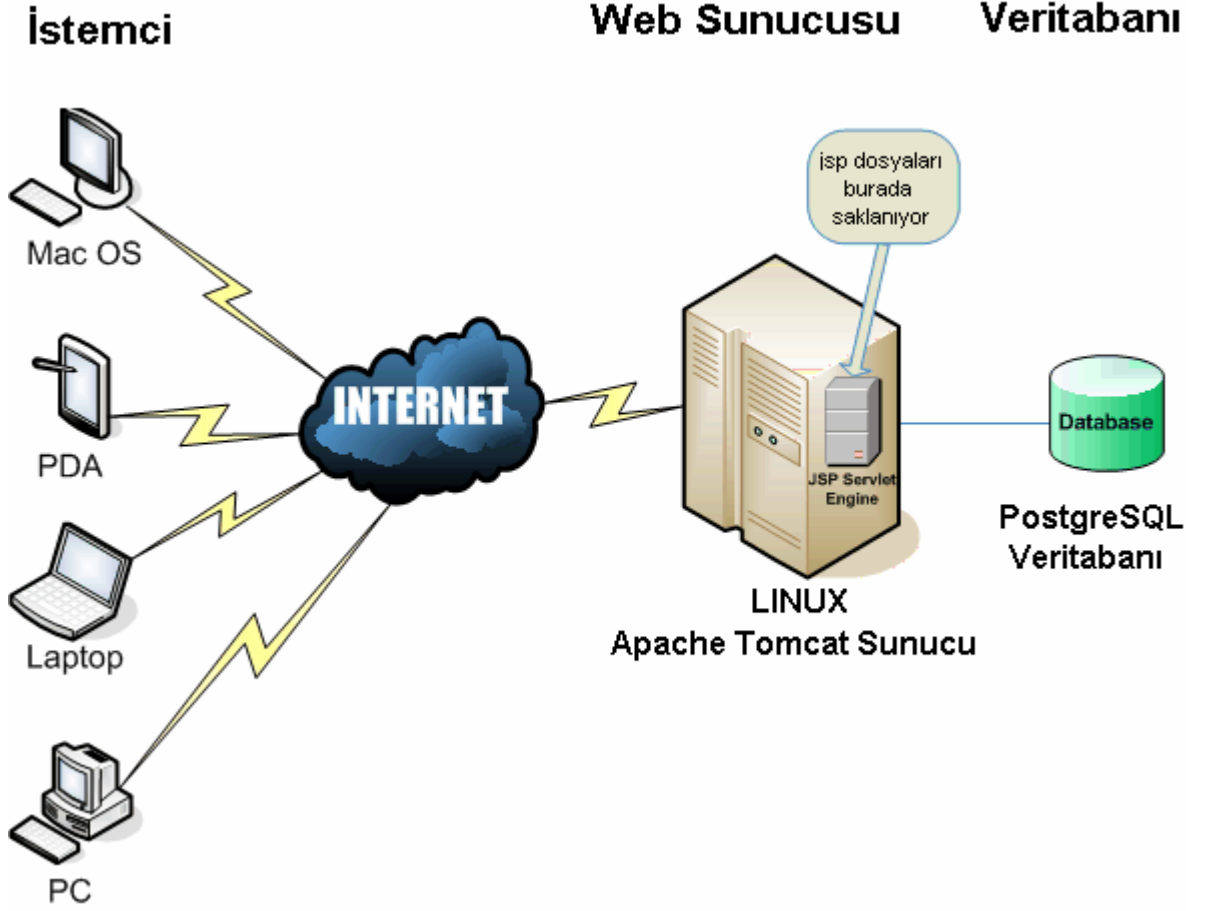 İstemci
Web Sunucusu
Veritabanı
jsp dosyaları
burada
saklanıyor
Mac OS
PDA
Laptop
PC
INTERNET
JSP Servlet
Engine
LINUX
Apache Tomcat Sunucu
Database
PostgreSQL
Veritabanı